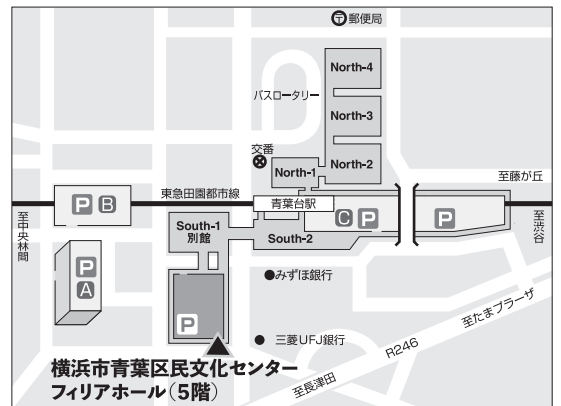 〒郵便局
North-4
バスロータリー
North-3
交番
North-2
North-1
至藤が丘
東急田園都市線
青葉台駅
P B
C P
P
至中央林間
至渋谷
South-1
別館
South-2
P
A
みずほ銀行
P
三菱UFJ銀行
至たまプラーザ
R246
至長津田
横浜市青葉区民文化センター
フィリアホール(5階)